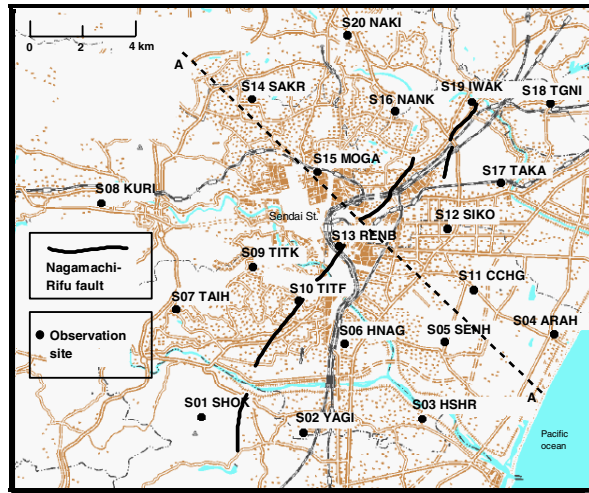 S20 NAKI
0 2 4 km
A
S14 SAKR
S19 IWAK
S18 TGNI
S16 NANK
S15 MOGA
S17 TAKA
S08 KURI
Sendai St.
S12 SIKO
S13 RENB
S09 TITK
Nagamachi-
Rifu fault
S11 CCHG
S10 TITF
S07 TAIH
S04 ARAH
Observation
site
S06 HNAG
S05 SENH
A
S01 SHOK
S03 HSHR
S02 YAGI
Pacific
ocean